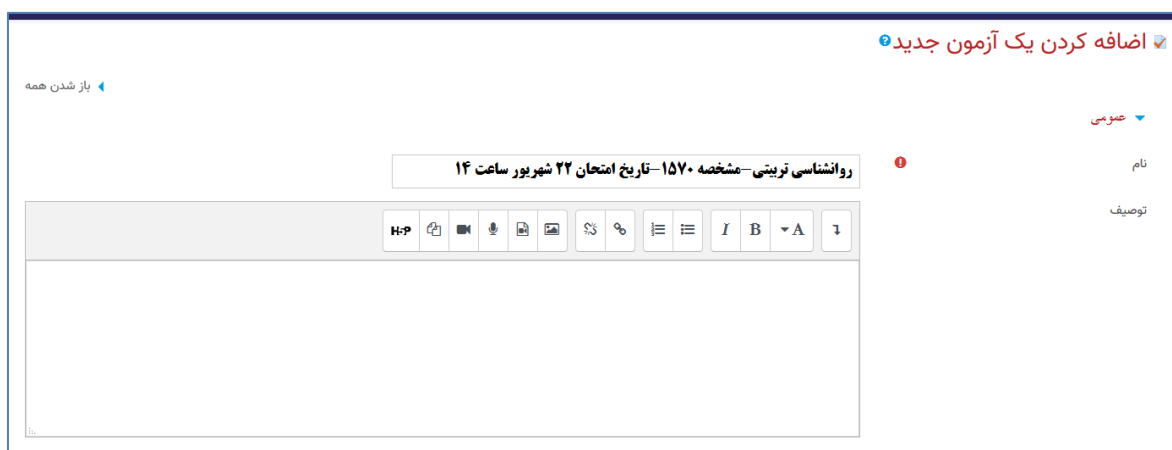 اضافه کردن یک آزمون جدید
باز شدن همه
عمومی
نام
روانشناسی تربیتی-مشخصه ۱۵۷۰-تاریخ امتحان ۲۲ شهریور ساعت ۱۴
توصیف
A B I
H5P